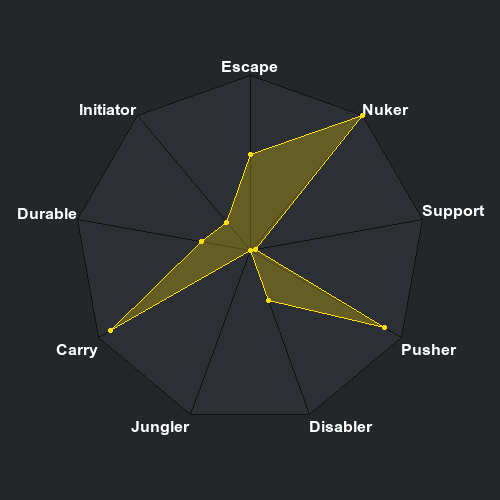 Escape
Initiator
Nuker
Durable
Support
Carry
Pusher
Jungler
Disabler